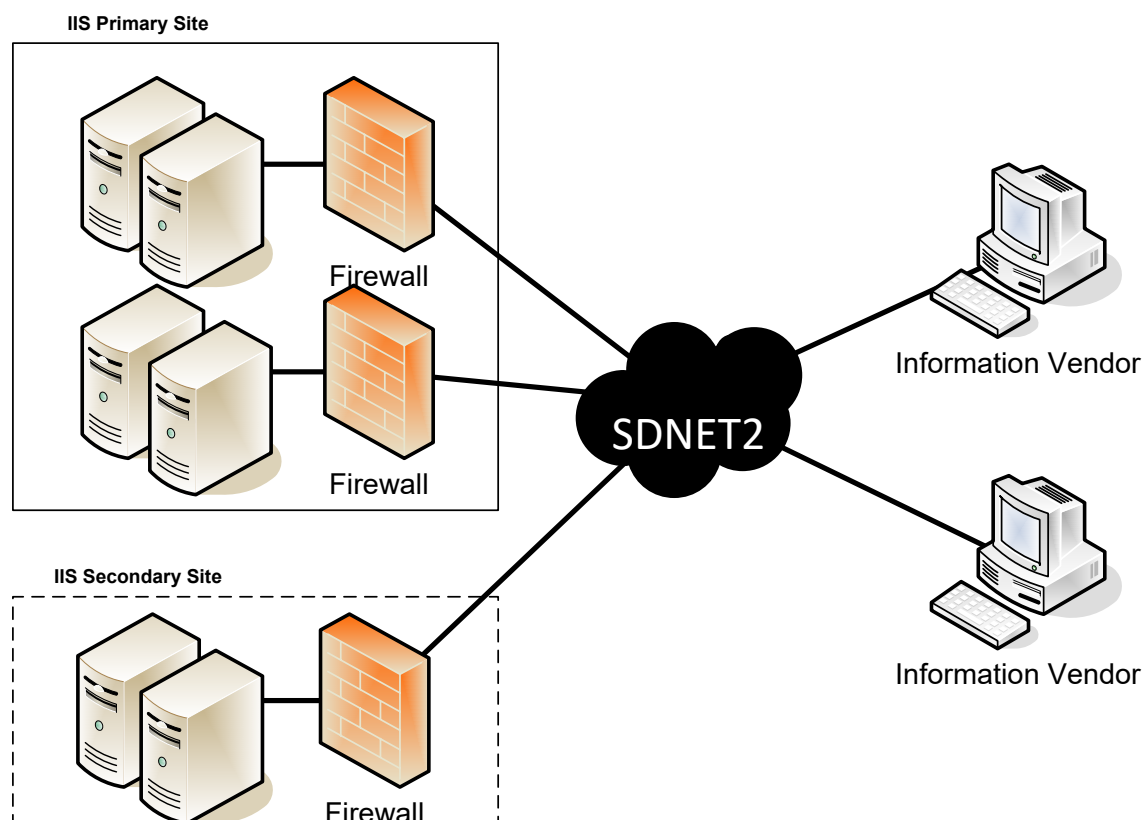 IIS Primary Site
Firewall
Firewall
SDNET2
Information Vendor
Information Vendor
IIS Secondary Site
Firewall